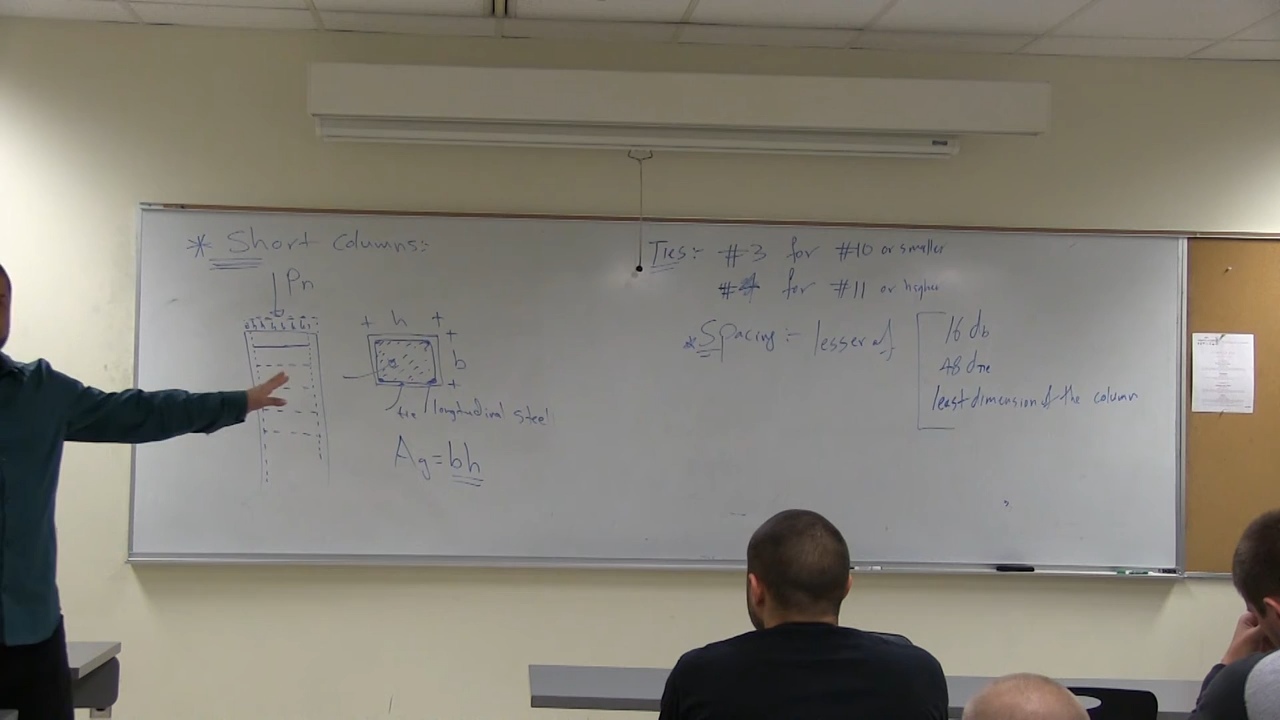 * Short Columns:-
Pn
h
b
tie longitudinal steel
Ag = bh
Ties:- #3 for #10 or smaller
#4 for #11 or higher
* Spacing:- lesser of
16 db
48 dTie
least dimension of the column